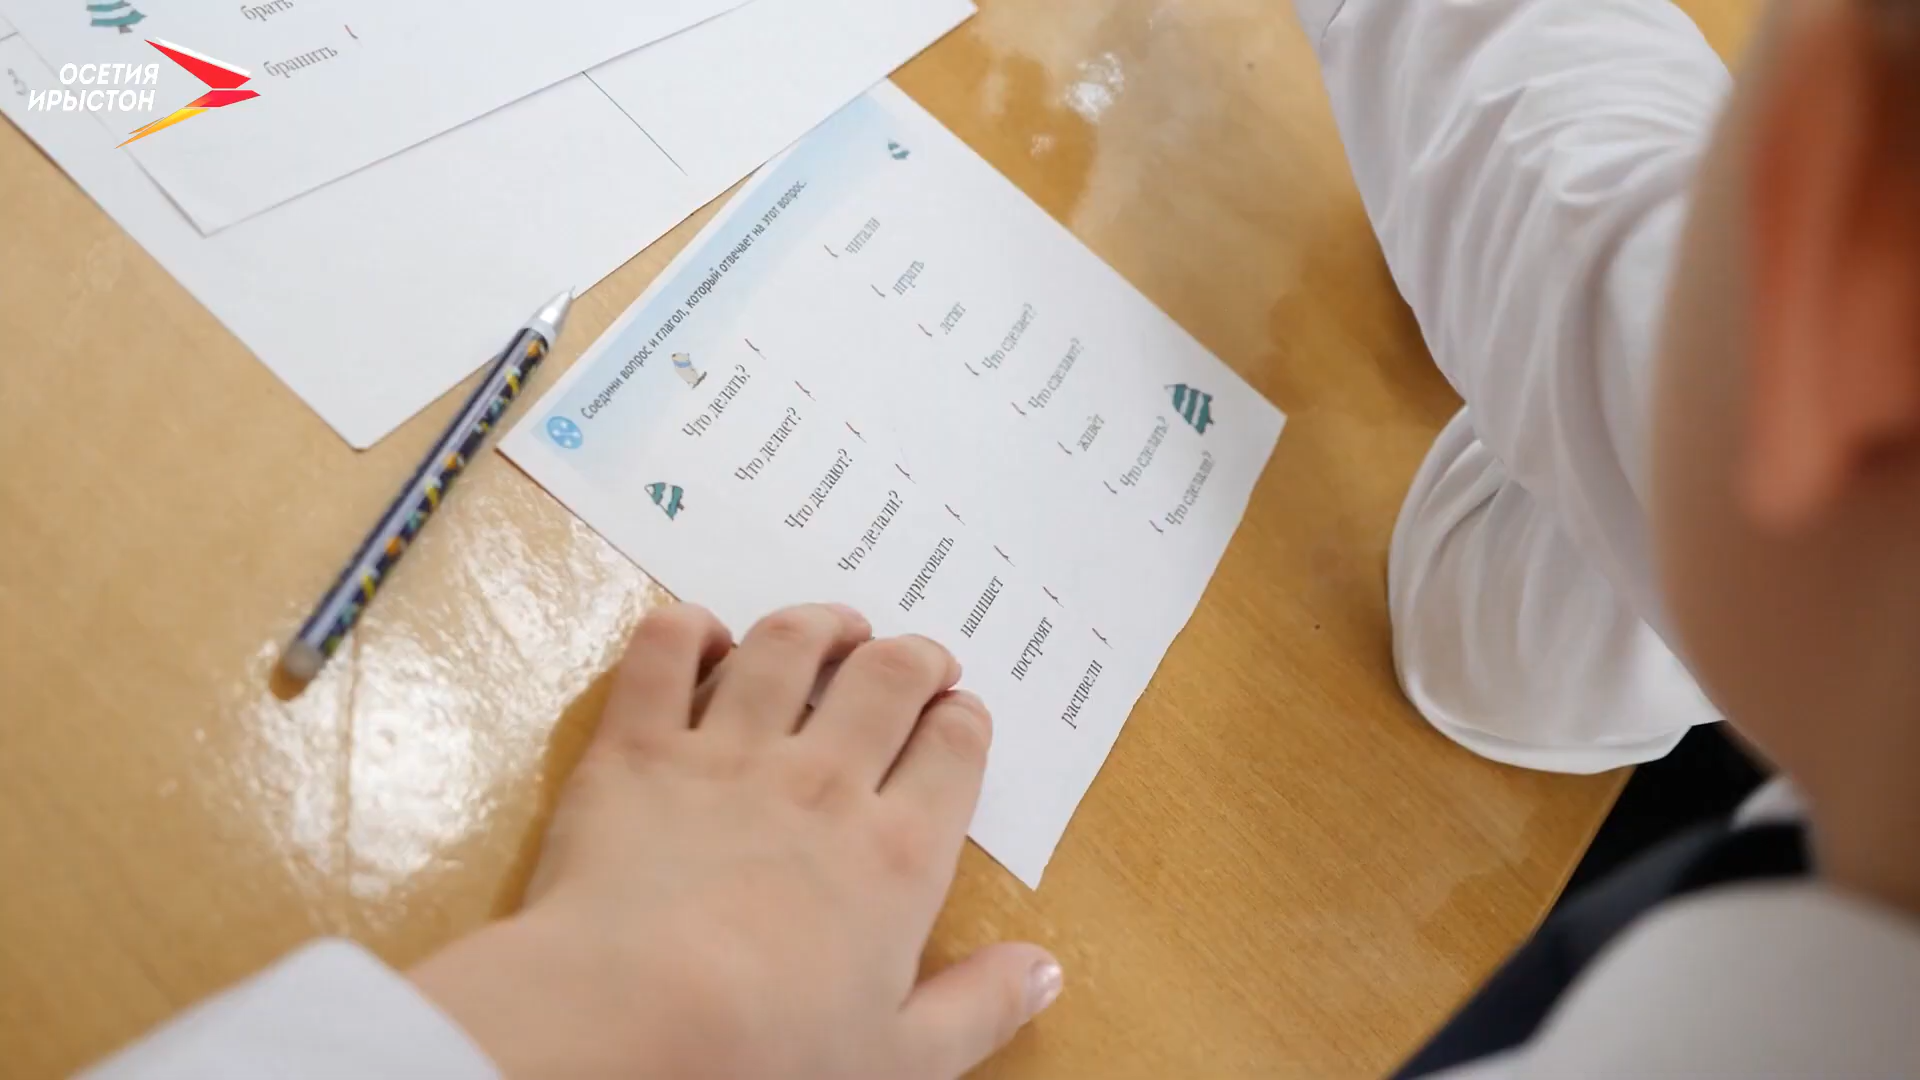 ОСЕТИЯ
ИРЫСТОН
брать
бранить
Соедини вопрос и глагол, который отвечает на этот вопрос.
Что делать?
Что делает?
Что делают?
Что делали?
нарисовать
напишет
построят
расцвели
читали
играть
летят
Что сделает?
Что сделают?
живёт
Что сделать?
Что сделали?